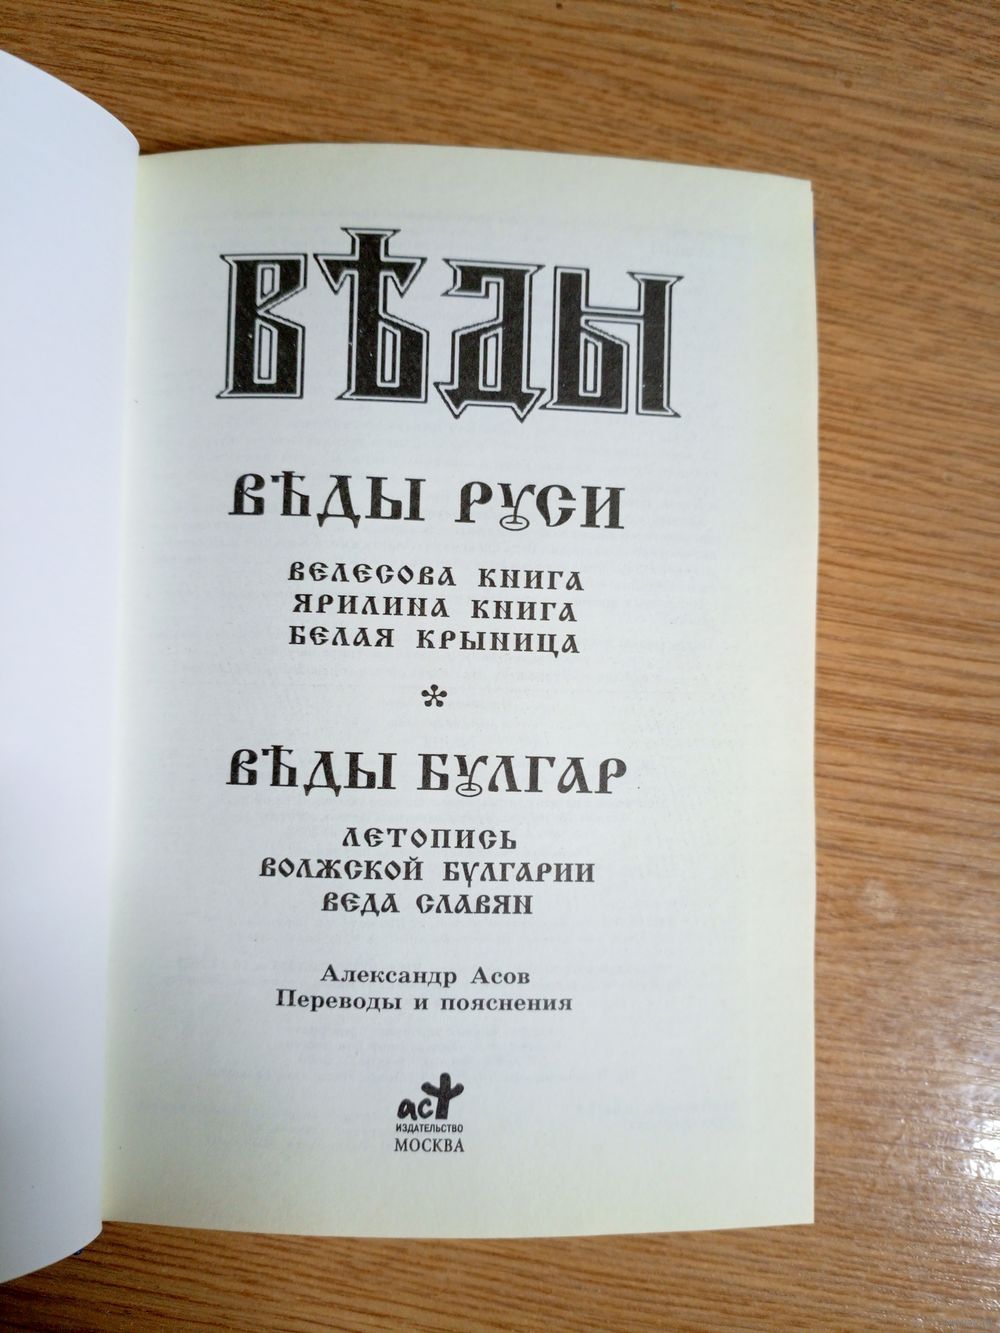 Вѣды
Вѣды Руси
Велесова книга
Ярилина книга
Белая Крыница
*
Вѣды Булгар
Летопись
Волжской Булгарии
Веда славян
Александр Асов
Переводы и пояснения
аст
ИЗДАТЕЛЬСТВО
МОСКВА